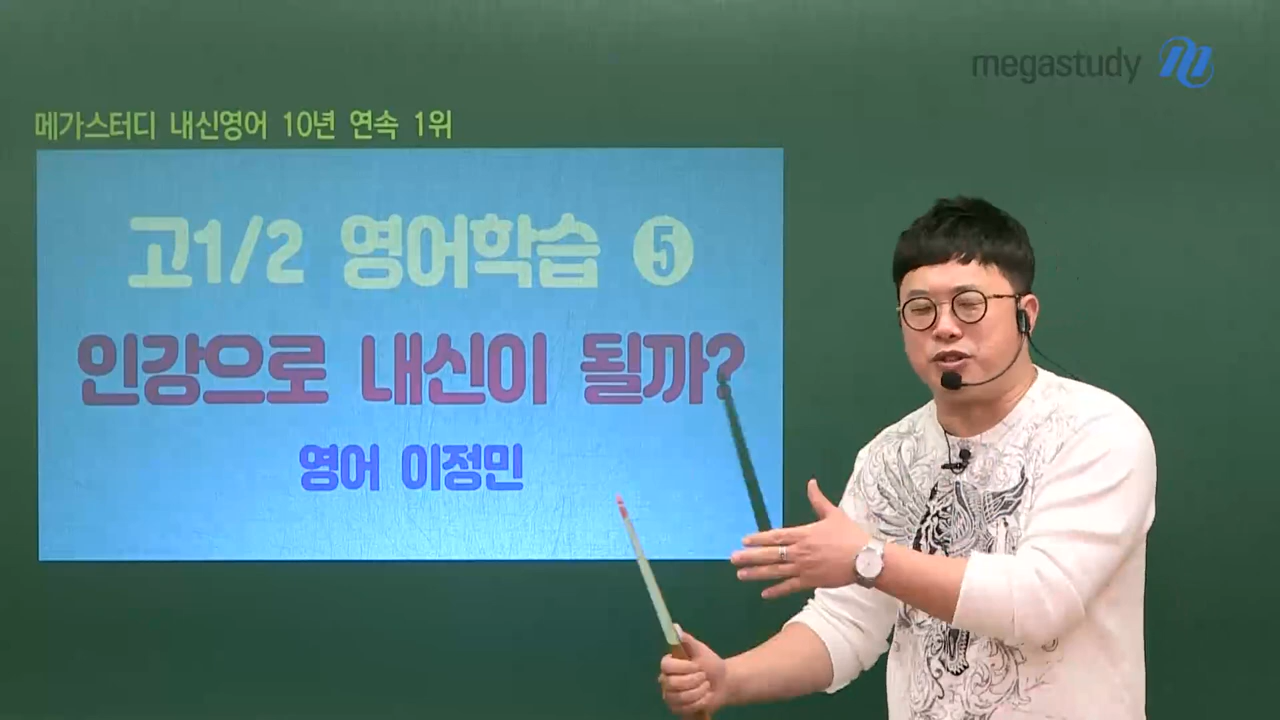 megastudy
메가스터디 내신영어 10년 연속 1위
고1/2 영어학습 ❺
인강으로 내신이 될까?
영어 이정민